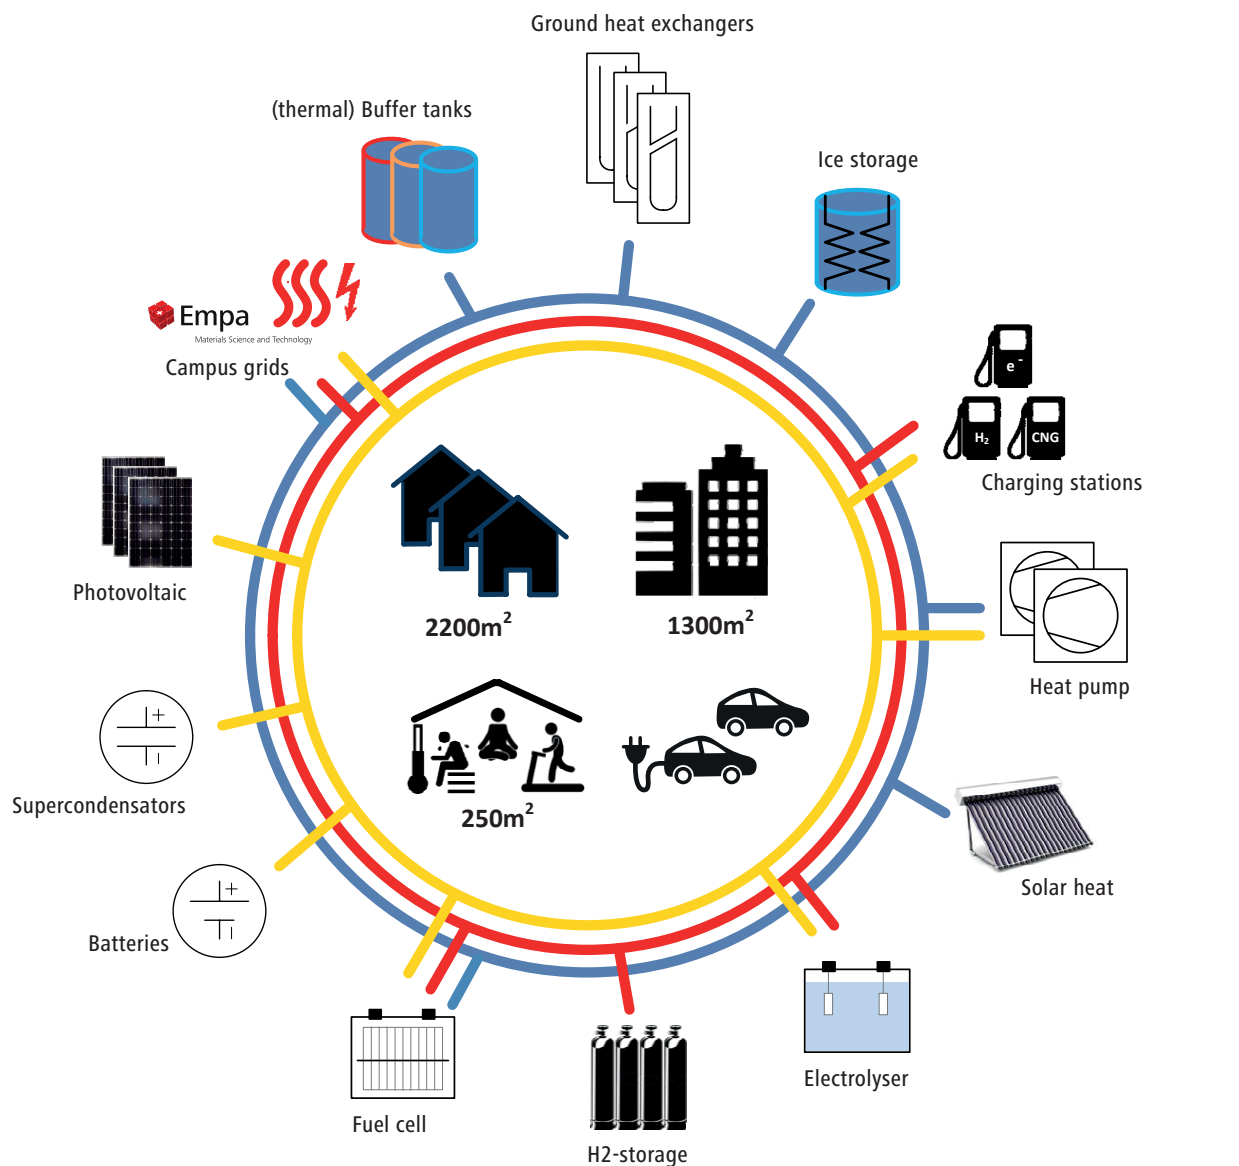 Ground heat exchangers
(thermal) Buffer tanks
Ice storage
Empa
Materials Science and Technology
Campus grids
e⁻
H₂
CNG
Charging stations
Photovoltaic
2200m²
1300m²
Heat pump
Supercondensators
250m²
Solar heat
Batteries
Electrolyser
Fuel cell
H2-storage